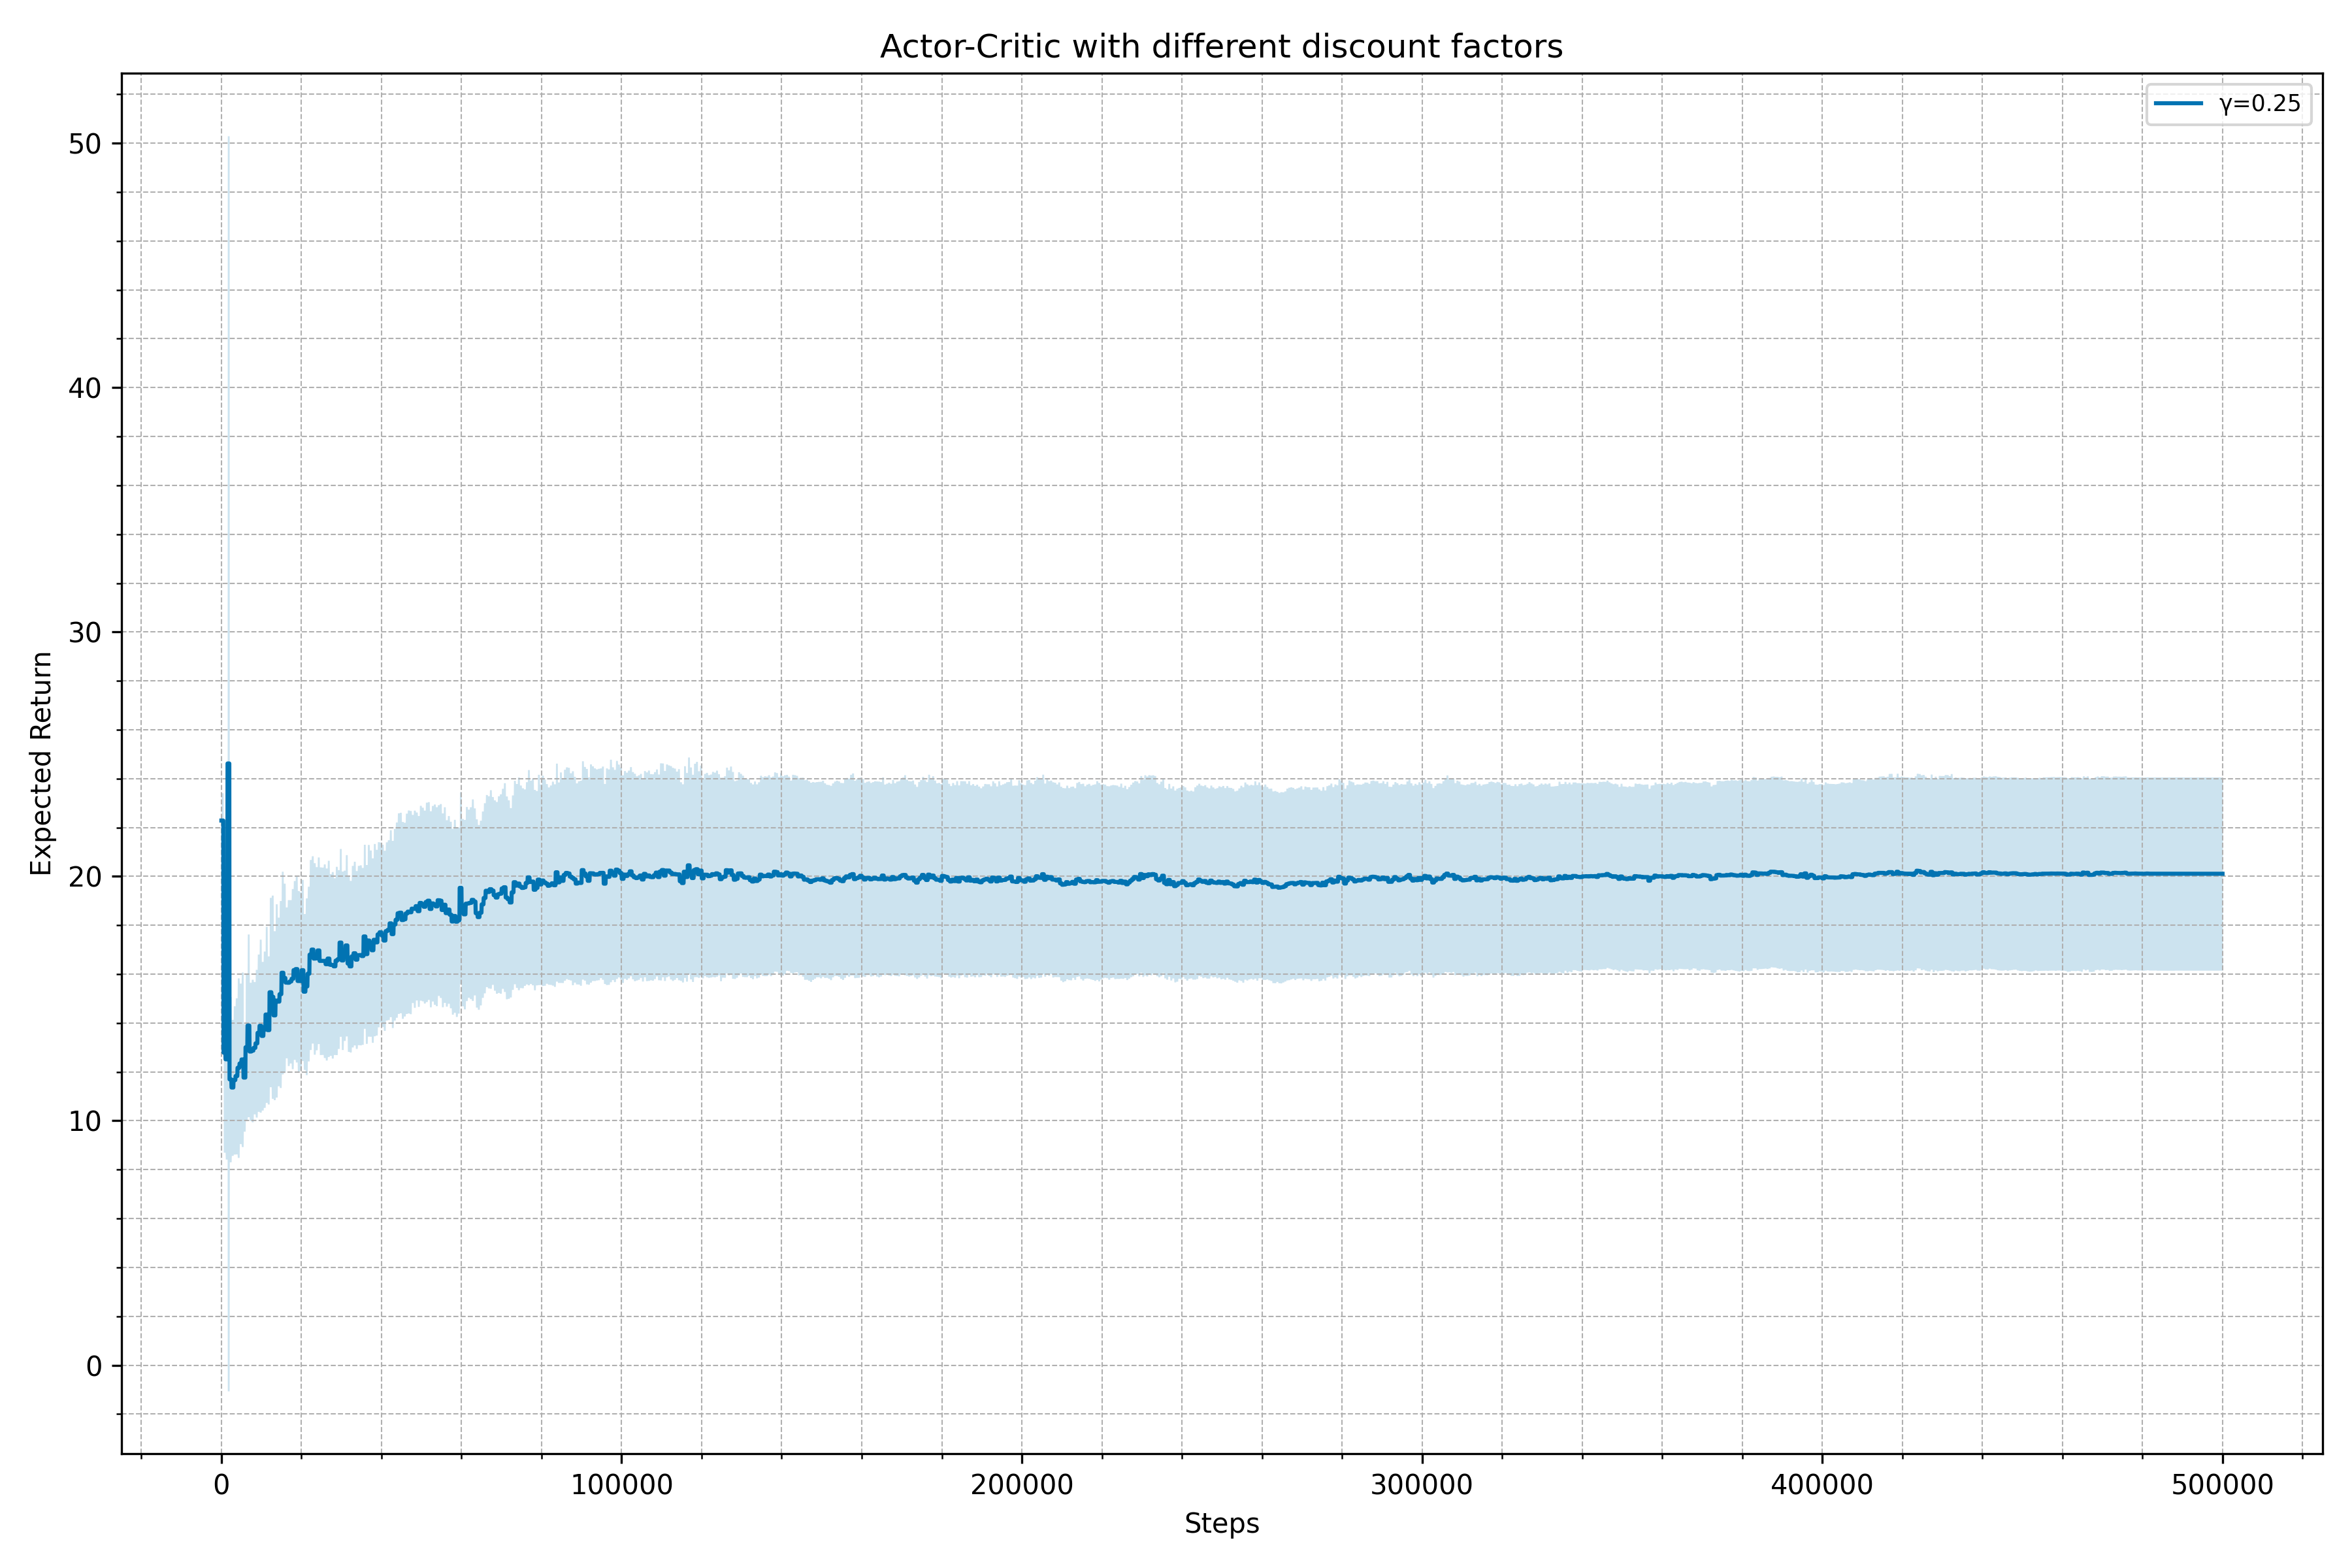 Actor-Critic with different discount factors
γ=0.25
Expected Return
50
40
30
20
10
0
0 100000 200000 300000 400000 500000
Steps